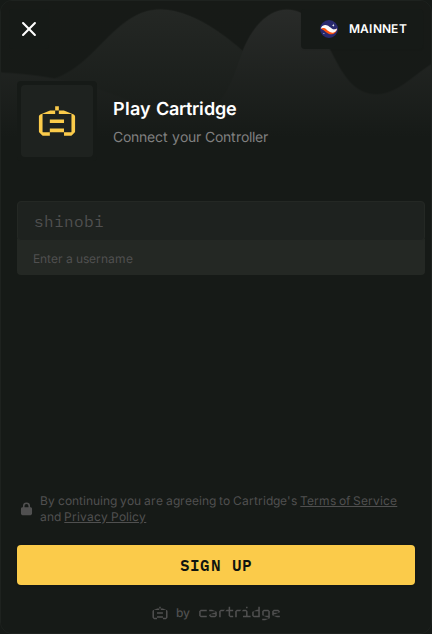 MAINNET
Play Cartridge
Connect your Controller
shinobi
Enter a username
By continuing you are agreeing to Cartridge's Terms of Service
and Privacy Policy
SIGN UP
by cartridge